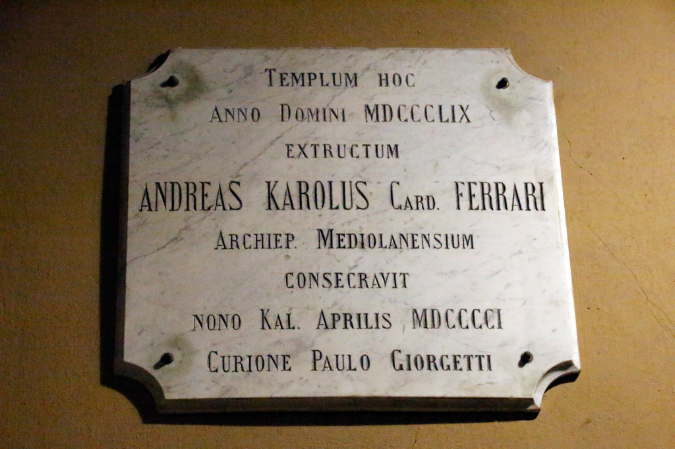 TEMPLUM HOC
ANNO DOMINI MDCCCLIX
EXTRUCTUM
ANDREAS KAROLUS CARD. FERRARI
ARCHIEP. MEDIOLANENSIUM
CONSECRAVIT
NONO KAL. APRILIS MDCCCCI
CURIONE PAULO GIORGETTI